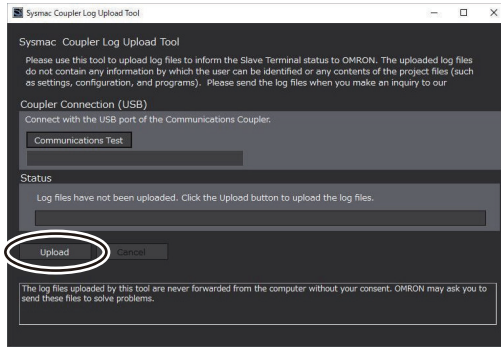 Sysmac Coupler Log Upload Tool
Sysmac Coupler Log Upload Tool
Please use this tool to upload log files to inform the Slave Terminal status to OMRON. The uploaded log files
do not contain any information by which the user can be identified or any contents of the project files (such
as settings, configuration, and programs). Please send the log files when you make an inquiry to our
Coupler Connection (USB)
Connect with the USB port of the Communications Coupler.
Communications Test
Status
Log files have not been uploaded. Click the Upload button to upload the log files.
Upload Cancel
The log files uploaded by this tool are never forwarded from the computer without your consent. OMRON may ask you to
send these files to solve problems.